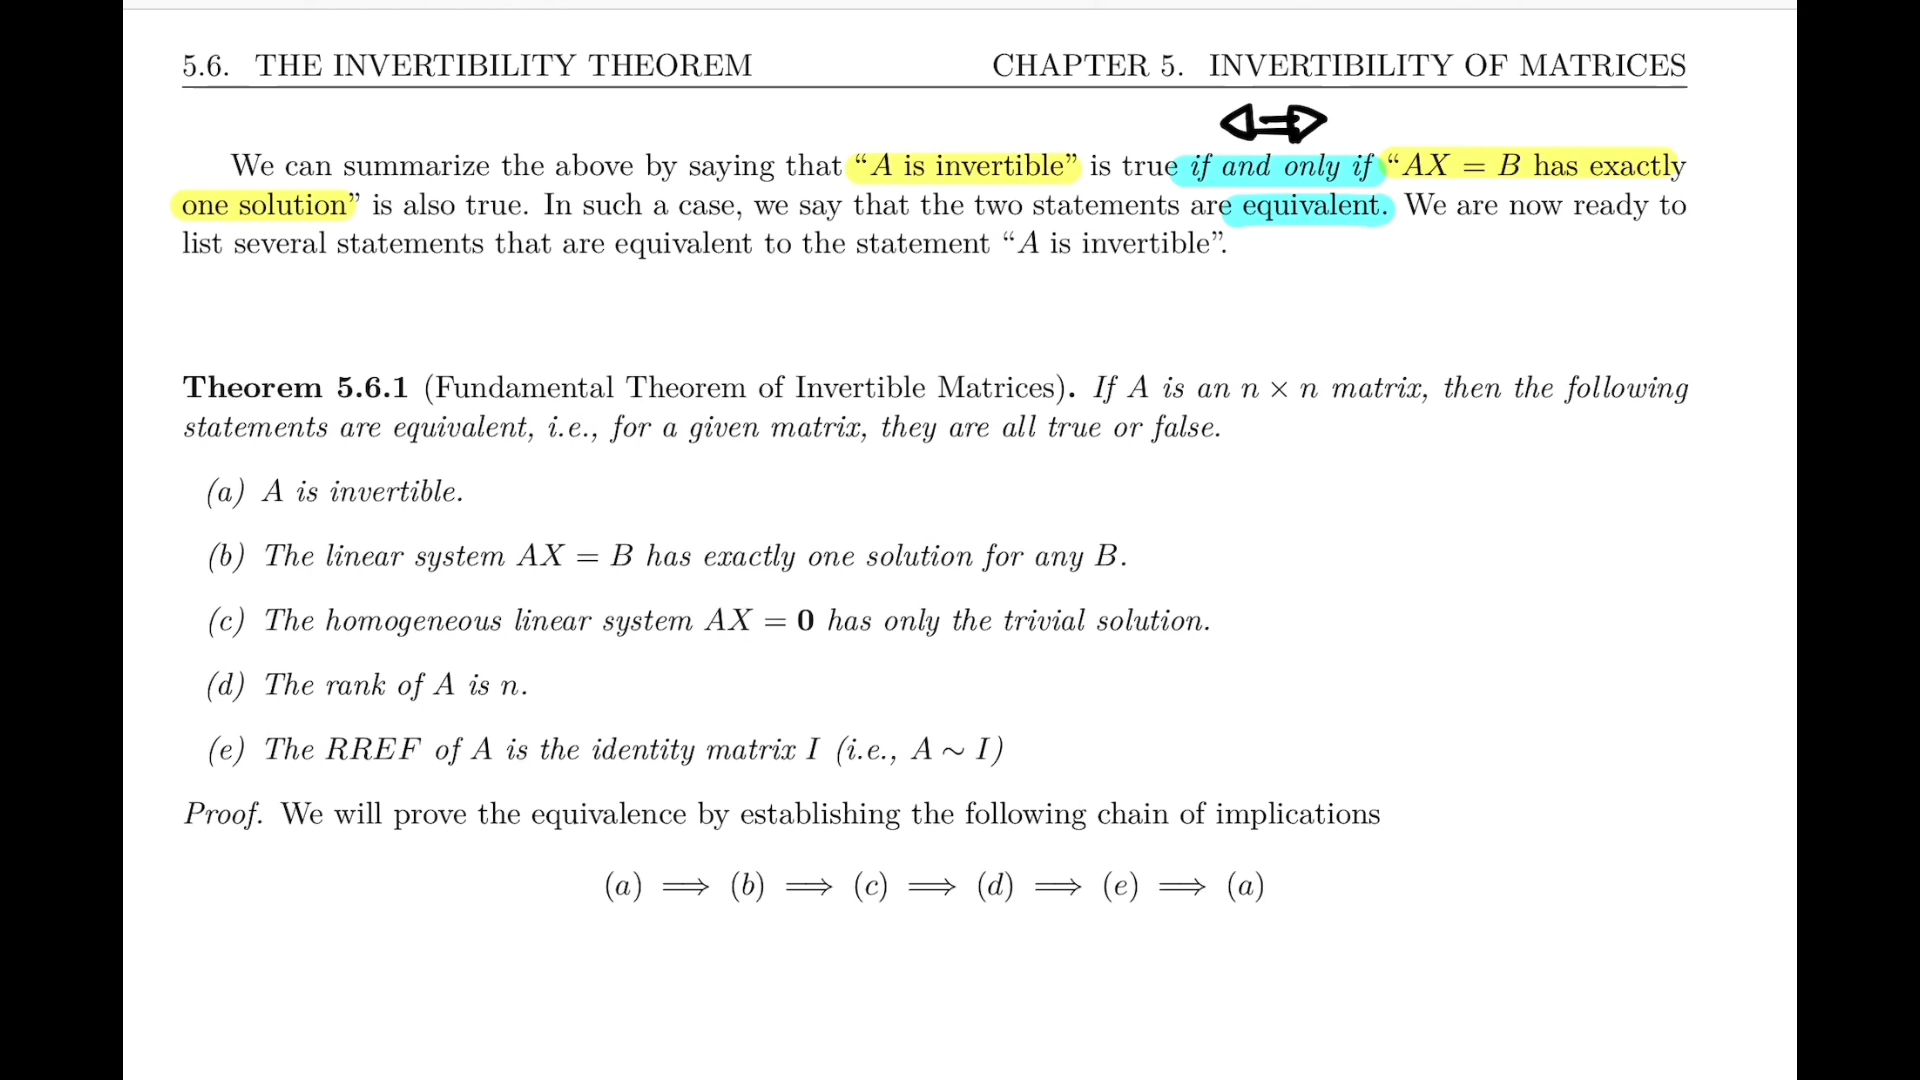 5.6. THE INVERTIBILITY THEOREM CHAPTER 5. INVERTIBILITY OF MATRICES
We can summarize the above by saying that “A is invertible” is true if and only if “AX = B has exactly
one solution” is also true. In such a case, we say that the two statements are equivalent. We are now ready to
list several statements that are equivalent to the statement “A is invertible”.
Theorem 5.6.1 (Fundamental Theorem of Invertible Matrices). If A is an n × n matrix, then the following
statements are equivalent, i.e., for a given matrix, they are all true or false.
(a) A is invertible.
(b) The linear system AX = B has exactly one solution for any B.
(c) The homogeneous linear system AX = 0 has only the trivial solution.
(d) The rank of A is n.
(e) The RREF of A is the identity matrix I (i.e., A ∼ I)
Proof. We will prove the equivalence by establishing the following chain of implications
(a) ⟹ (b) ⟹ (c) ⟹ (d) ⟹ (e) ⟹ (a)